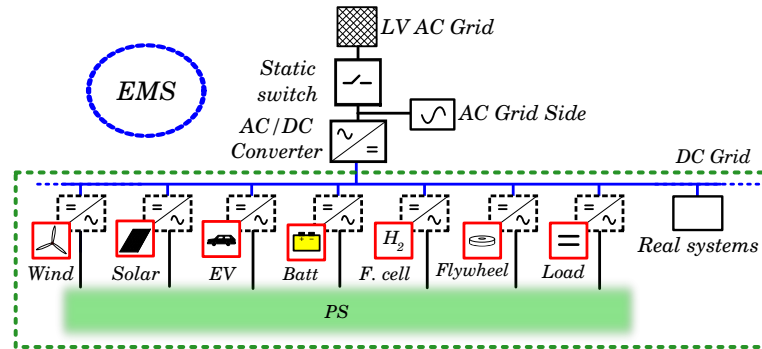 LV AC Grid
Static
switch
EMS
AC Grid Side
AC/DC
Converter
DC Grid
H2
Wind
Solar
EV
Batt
F. cell
Flywheel
Load
Real systems
PS